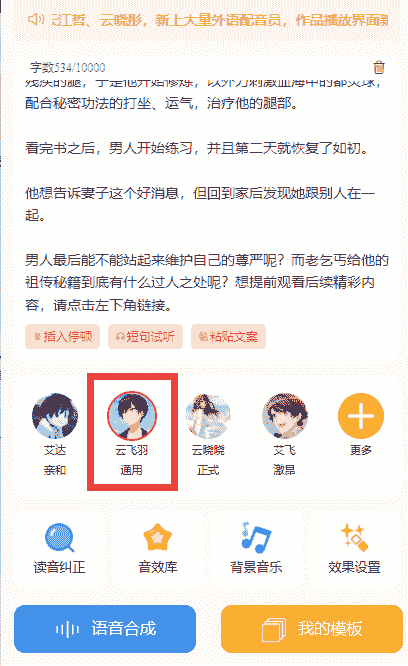 江哲、云晓彤，新上大量外语配音员，作品播放界面新
字数534/10000
残疾的腿，于是他开始修炼，以外力刺激血海中的都灵球，
配合秘密功法的打坐、运气，治疗他的腿部。
看完书之后，男人开始练习，并且第二天就恢复了如初。
他想告诉妻子这个好消息，但回到家后发现她跟别人在一
起。
男人最后能不能站起来维护自己的尊严呢？而老乞丐给他的
祖传秘籍到底有什么过人之处呢？想提前观看后续精彩内
容，请点击左下角链接。
插入停顿 短句试听 粘贴文案
艾达 云飞羽 云晓晓 艾飞 更多
亲和 通用 正式 激昂
读音纠正 音效库 背景音乐 效果设置
语音合成 我的模板